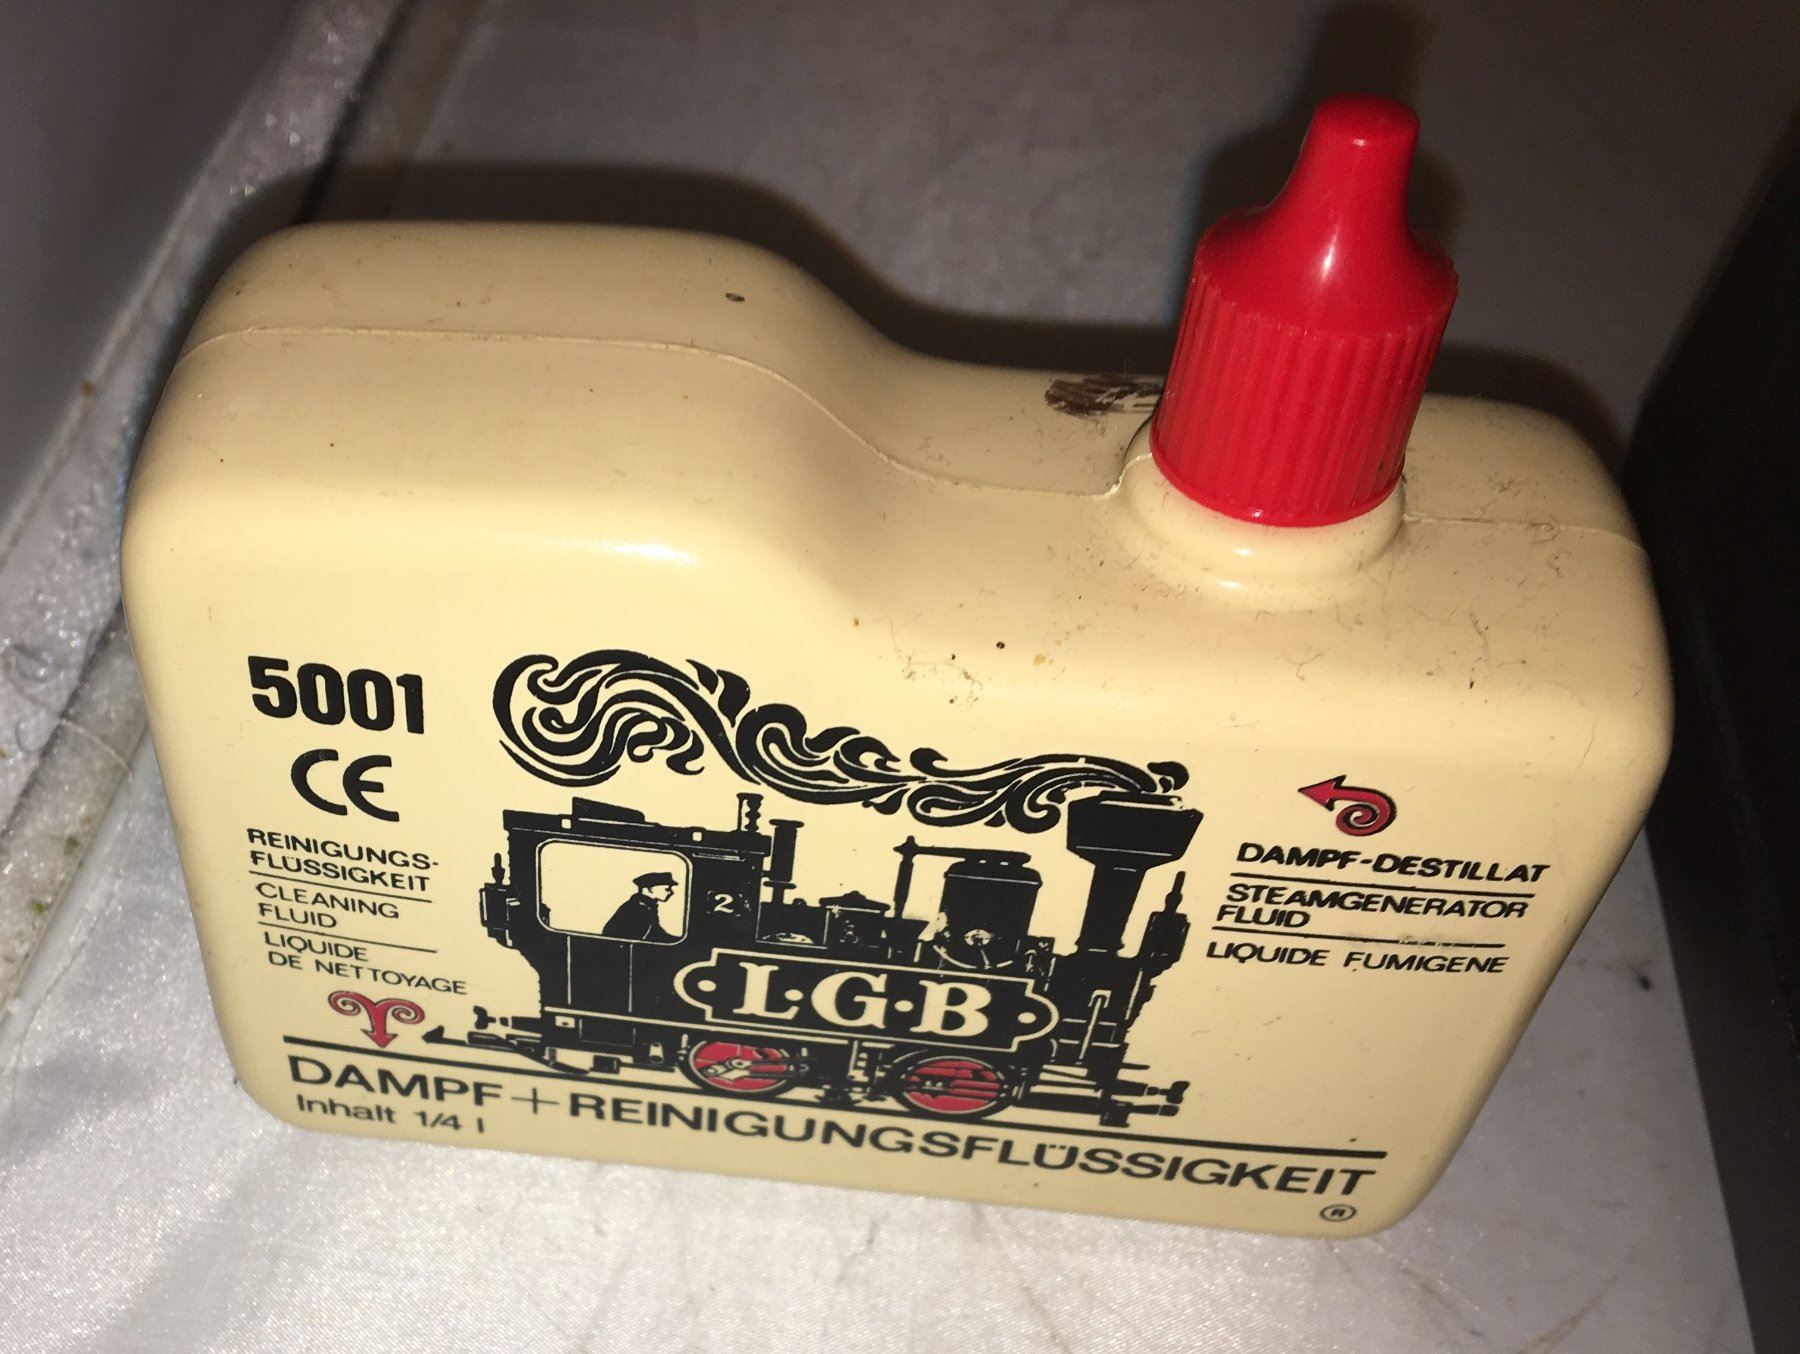 5001
CE
REINIGUNGS-
FLÜSSIGKEIT
CLEANING
FLUID
LIQUIDE
DE NETTOYAGE
2
L·G·B
DAMPF-DESTILLAT
STEAMGENERATOR
FLUID
LIQUIDE FUMIGENE
DAMPF+REINIGUNGSFLÜSSIGKEIT
Inhalt 1/4 l
®